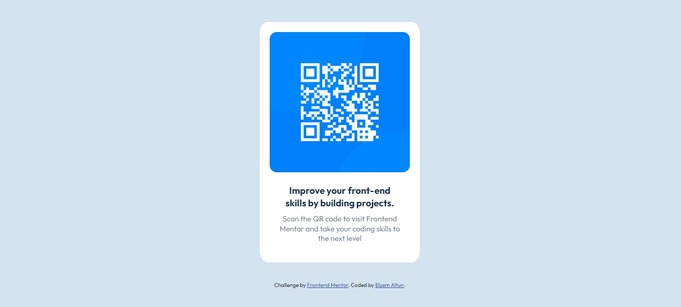 Improve your front-end
skills by building projects.
Scan the QR code to visit Frontend
Mentor and take your coding skills to
the next level
Challenge by Frontend Mentor. Coded by Elzem Altun.